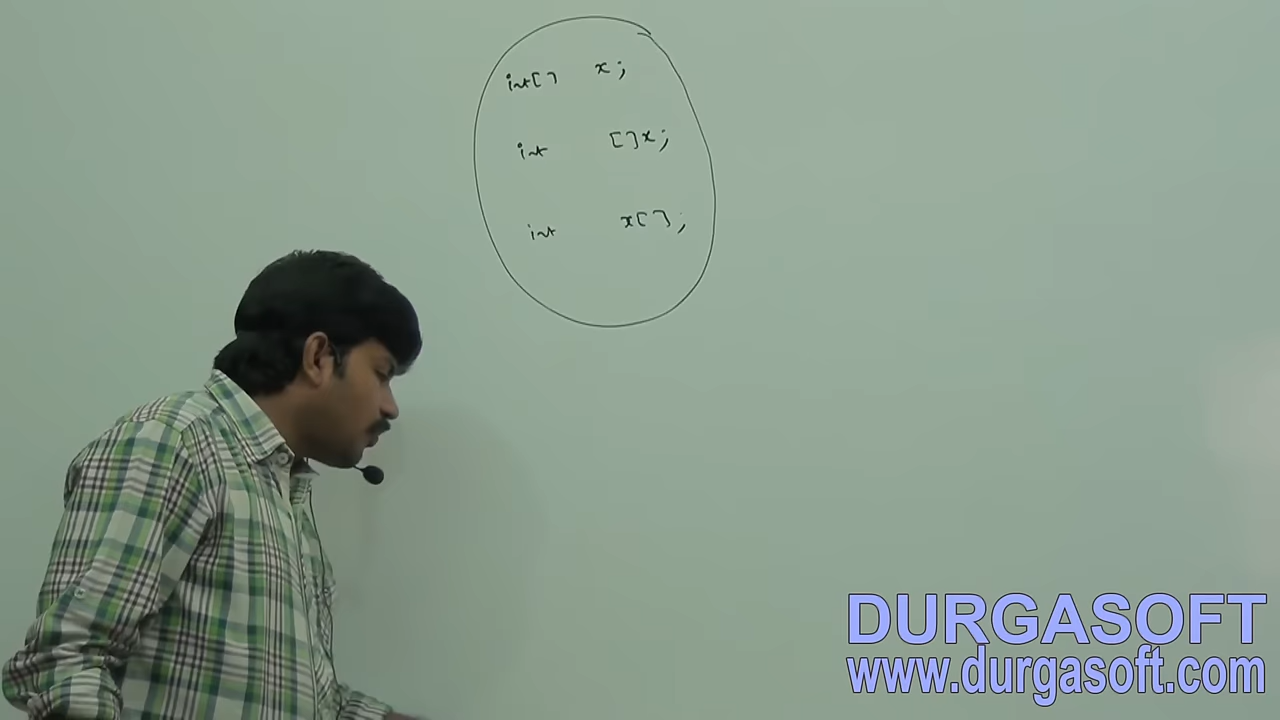 int[] x;
int []x;
int x[];
DURGASOFT
www.durgasoft.com